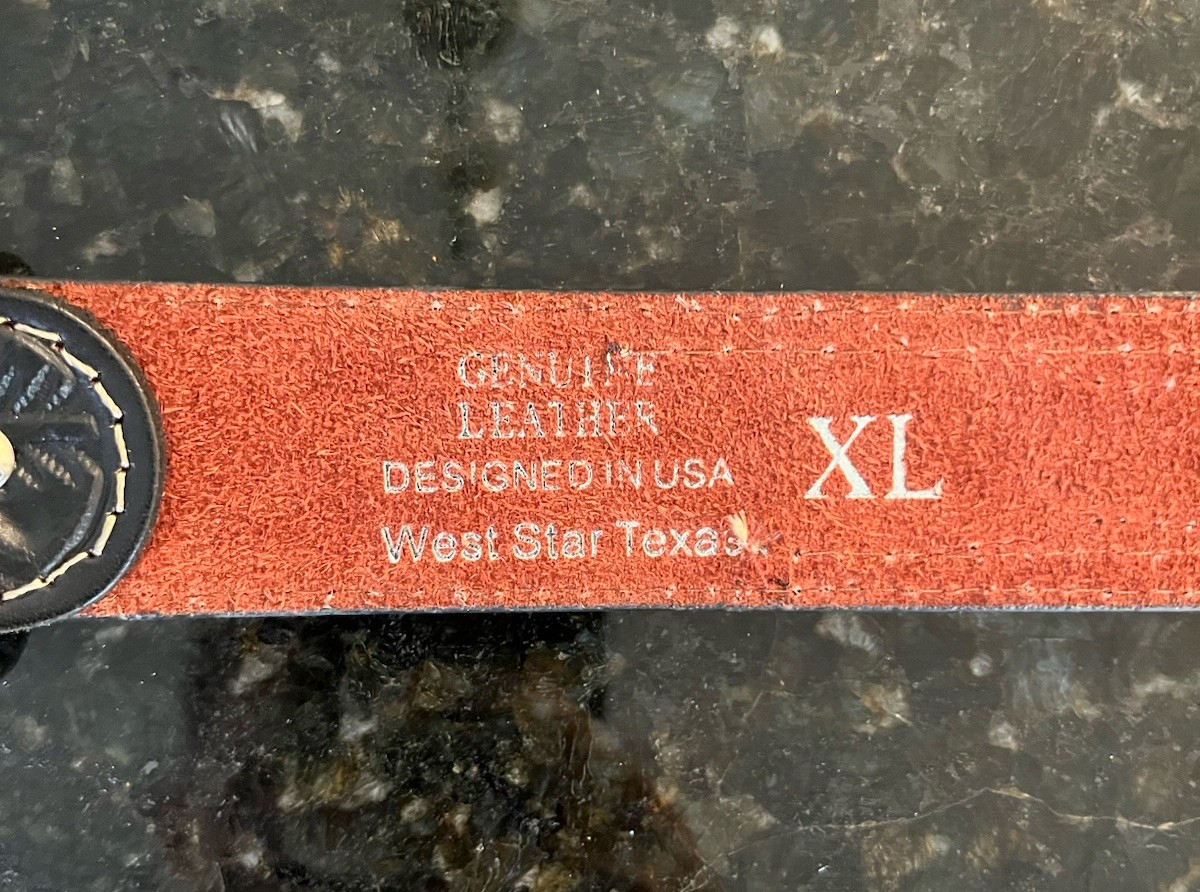 GENUINE
LEATHER
DESIGNED IN USA
West Star Texas
XL